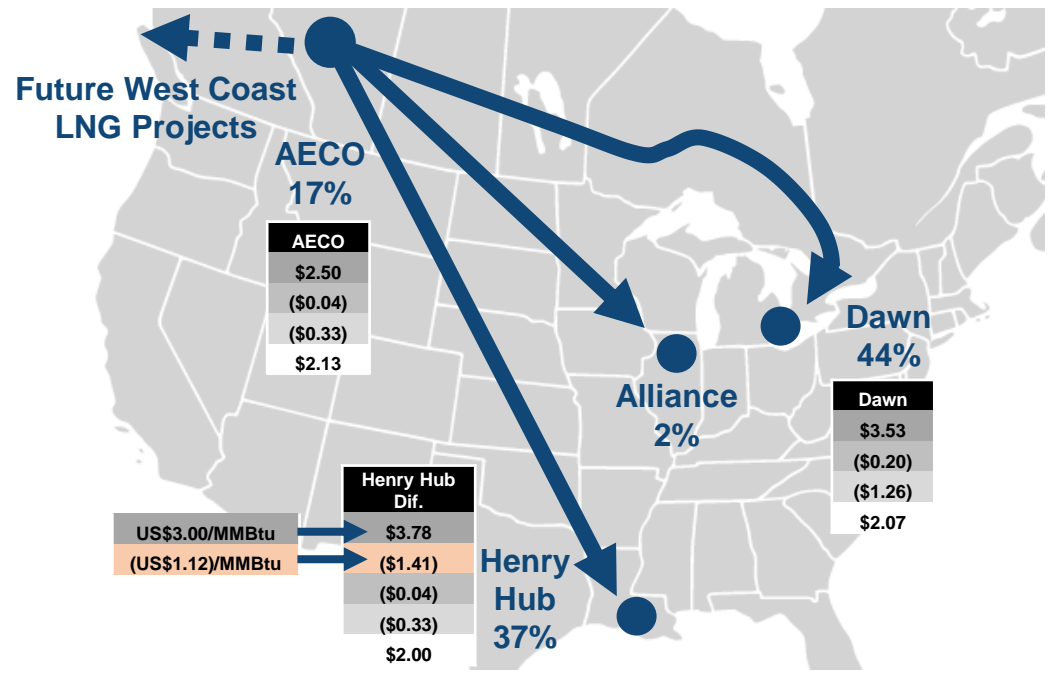 Future West Coast
LNG Projects
AECO
17%
AECO
$2.50
($0.04)
($0.33)
$2.13
Dawn
44%
Dawn
$3.53
($0.20)
($1.26)
$2.07
Alliance
2%
Henry Hub
Dif.
US$3.00/MMBtu
$3.78
(US$1.12)/MMBtu
($1.41)
($0.04)
($0.33)
$2.00
Henry
Hub
37%